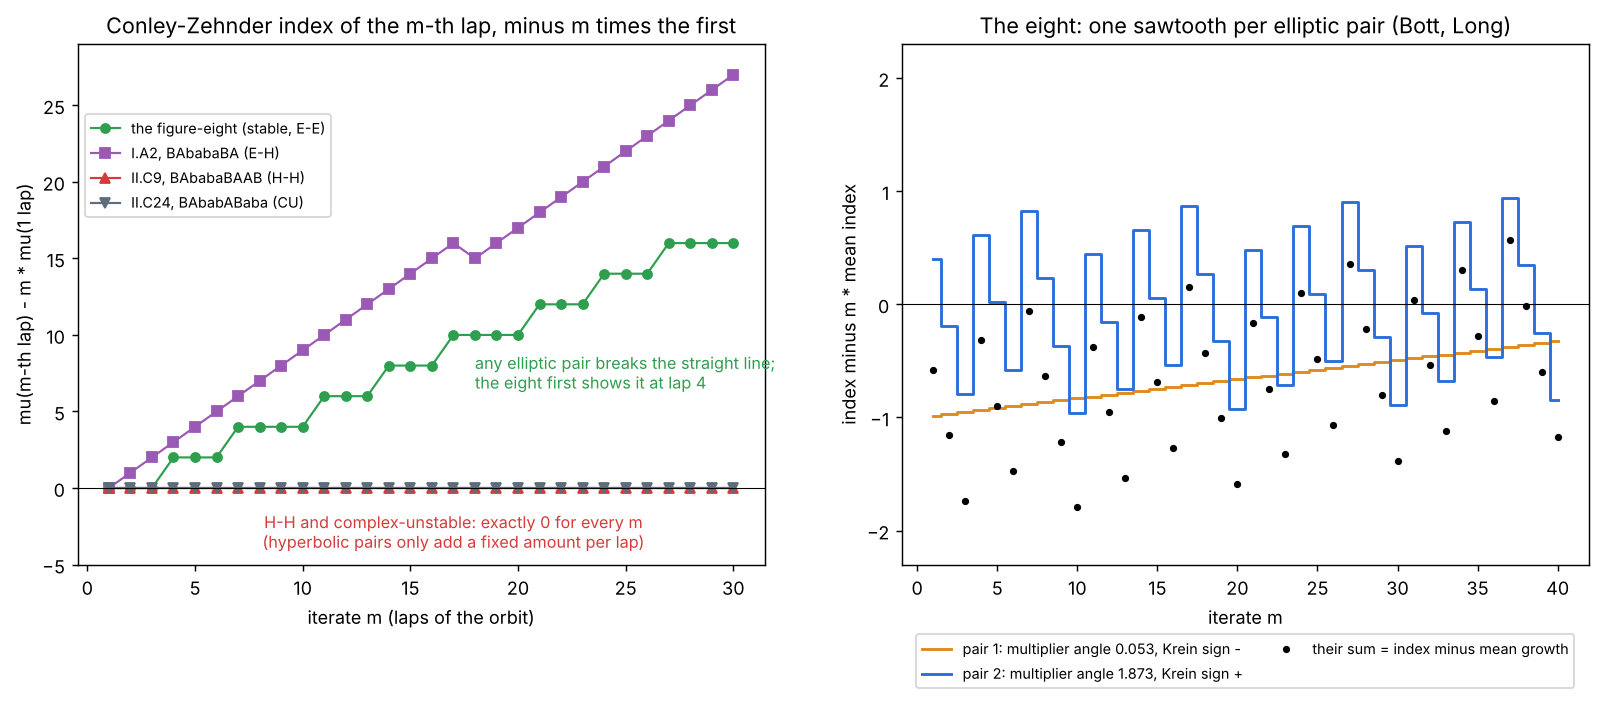 Conley-Zehnder index of the m-th lap, minus m times the first
mu(m-th lap) - m * mu(1 lap)
25
20
15
10
5
0
−5
the figure-eight (stable, E-E)
I.A2, BAbabaBA (E-H)
II.C9, BAbabaBAAB (H-H)
II.C24, BAbabABaba (CU)
any elliptic pair breaks the straight line;
the eight first shows it at lap 4
H-H and complex-unstable: exactly 0 for every m
(hyperbolic pairs only add a fixed amount per lap)
0 5 10 15 20 25 30
iterate m (laps of the orbit)
The eight: one sawtooth per elliptic pair (Bott, Long)
index minus m * mean index
2
1
0
−1
−2
0 5 10 15 20 25 30 35 40
iterate m
pair 1: multiplier angle 0.053, Krein sign -
pair 2: multiplier angle 1.873, Krein sign +
their sum = index minus mean growth